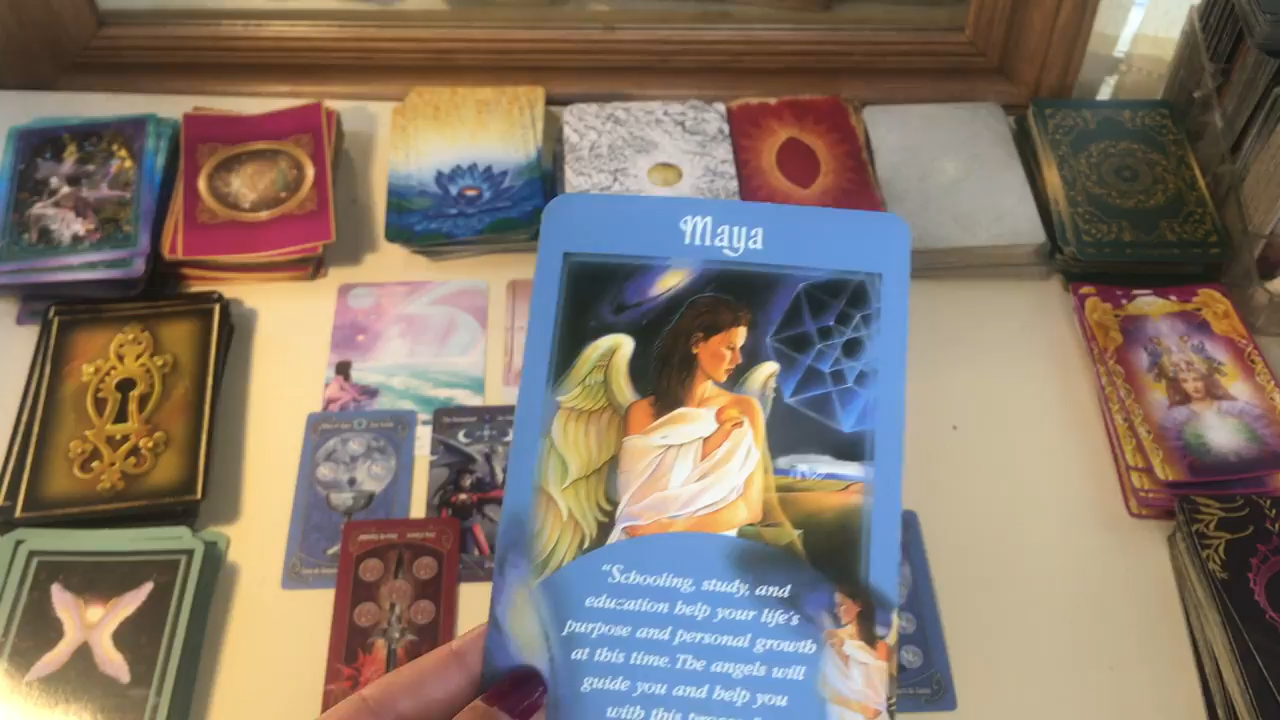 Maya
"Schooling, study, and
education help your life's
purpose and personal growth
at this time. The angels will
guide you and help you
with this